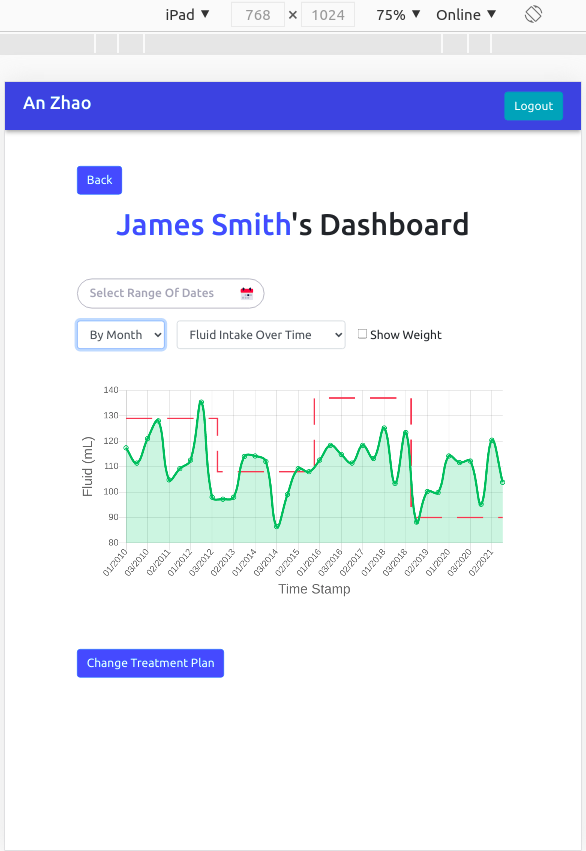 iPad ▼ 768 × 1024 75% ▼ Online ▼
An Zhao
Logout
Back
James Smith's Dashboard
Select Range Of Dates
By Month
Fluid Intake Over Time
Show Weight
140
130
120
110
100
90
80
Fluid (mL)
01/2010
03/2010
02/2011
01/2012
03/2012
02/2013
01/2014
03/2014
02/2015
01/2016
03/2016
02/2017
01/2018
03/2018
02/2019
01/2020
03/2020
02/2021
Time Stamp
Change Treatment Plan